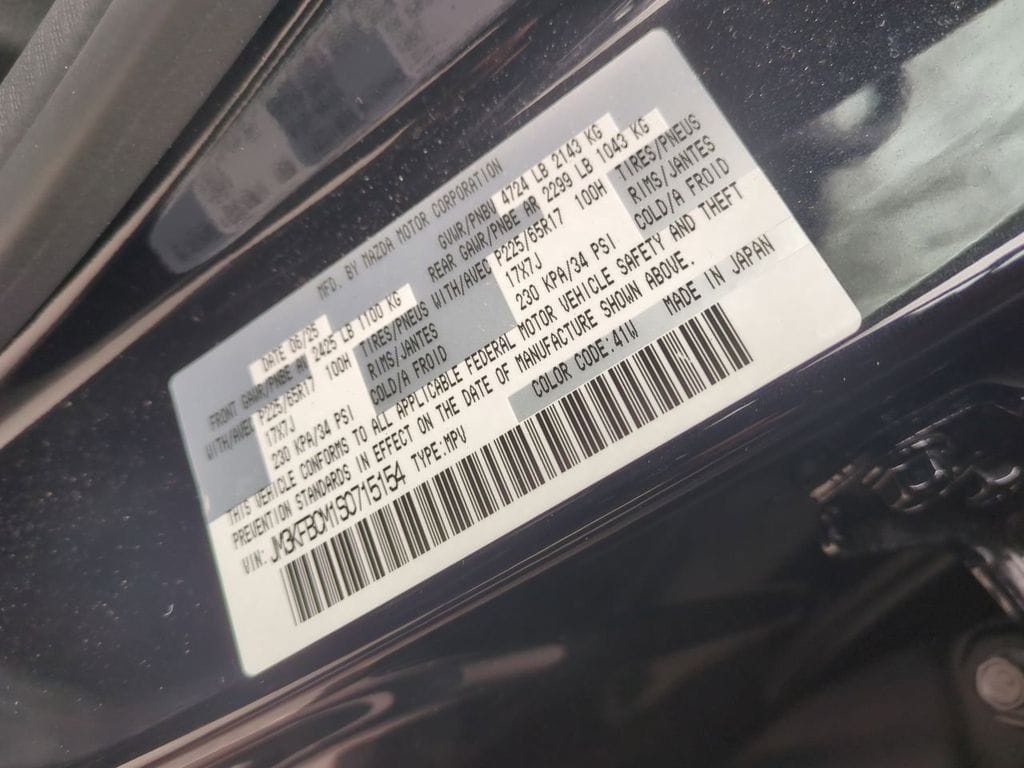 MFD. BY MAZDA MOTOR CORPORATION
DATE 06/25 GVWR/PNBV 4724 LB 2143 KG
FRONT GAWR/PNBE AV 2425 LB 1100 KG REAR GAWR/PNBE AR 2299 LB 1043 KG
WITH/AVEC P225/65R17 100H TIRES/PNEUS WITH/AVEC P225/65R17 100H TIRES/PNEUS
17X7J RIMS/JANTES 17X7J RIMS/JANTES
230 KPA/34 PSI COLD/A FROID 230 KPA/34 PSI COLD/A FROID
THIS VEHICLE CONFORMS TO ALL APPLICABLE FEDERAL MOTOR VEHICLE SAFETY AND THEFT
PREVENTION STANDARDS IN EFFECT ON THE DATE OF MANUFACTURE SHOWN ABOVE.
VIN: JM3KFBCM1S0715154 TYPE:MPV COLOR CODE:41W MADE IN JAPAN